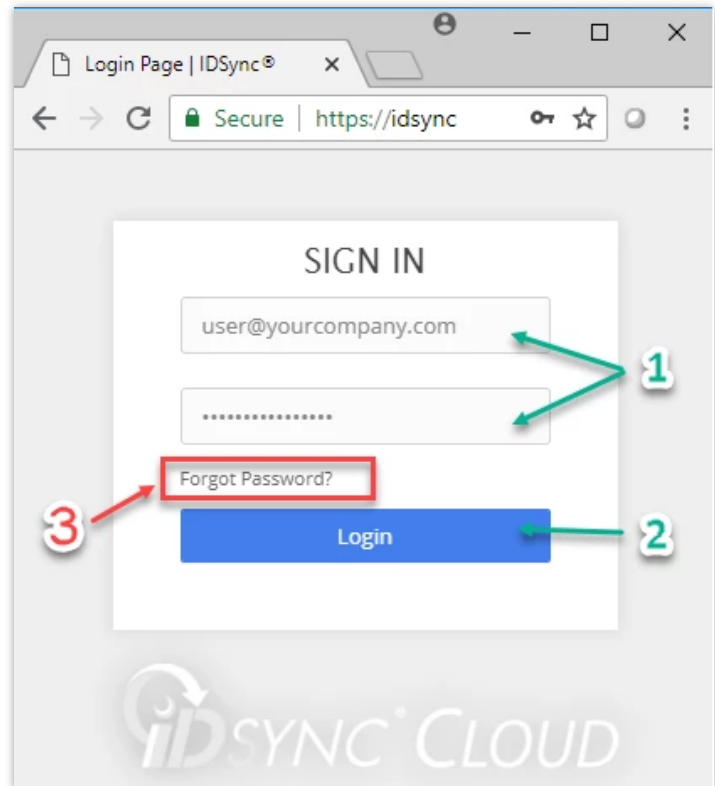 Login Page | IDSync®
Secure | https://idsync
SIGN IN
user@yourcompany.com
1
Forgot Password?
3
Login
2
iDSYNC® CLOUD